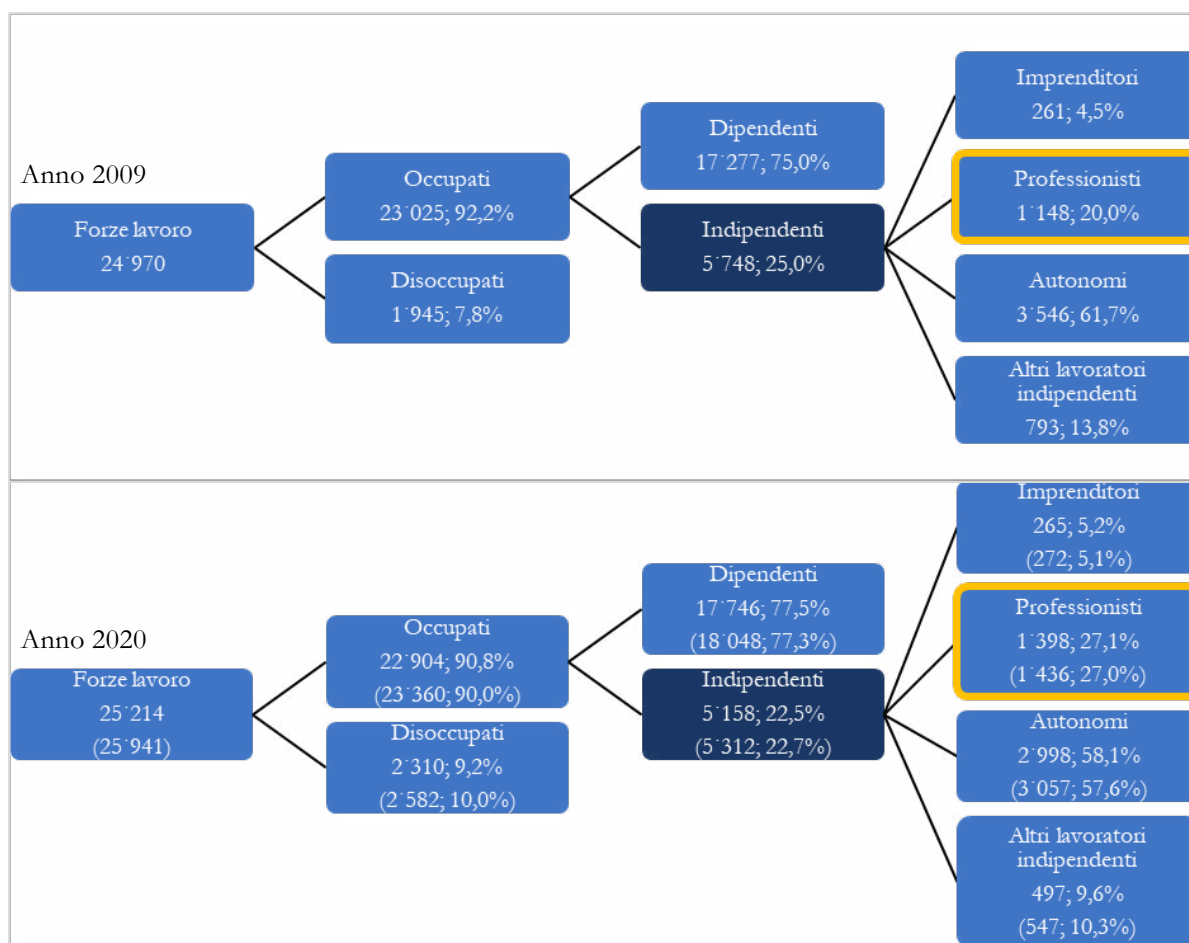 Anno 2009
Forze lavoro
24˙970
Occupati
23˙025; 92,2%
Disoccupati
1˙945; 7,8%
Dipendenti
17˙277; 75,0%
Indipendenti
5˙748; 25,0%
Imprenditori
261; 4,5%
Professionisti
1˙148; 20,0%
Autonomi
3˙546; 61,7%
Altri lavoratori
indipendenti
793; 13,8%
Anno 2020
Forze lavoro
25˙214
(25˙941)
Occupati
22˙904; 90,8%
(23˙360; 90,0%)
Disoccupati
2˙310; 9,2%
(2˙582; 10,0%)
Dipendenti
17˙746; 77,5%
(18˙048; 77,3%)
Indipendenti
5˙158; 22,5%
(5˙312; 22,7%)
Imprenditori
265; 5,2%
(272; 5,1%)
Professionisti
1˙398; 27,1%
(1˙436; 27,0%)
Autonomi
2˙998; 58,1%
(3˙057; 57,6%)
Altri lavoratori
indipendenti
497; 9,6%
(547; 10,3%)